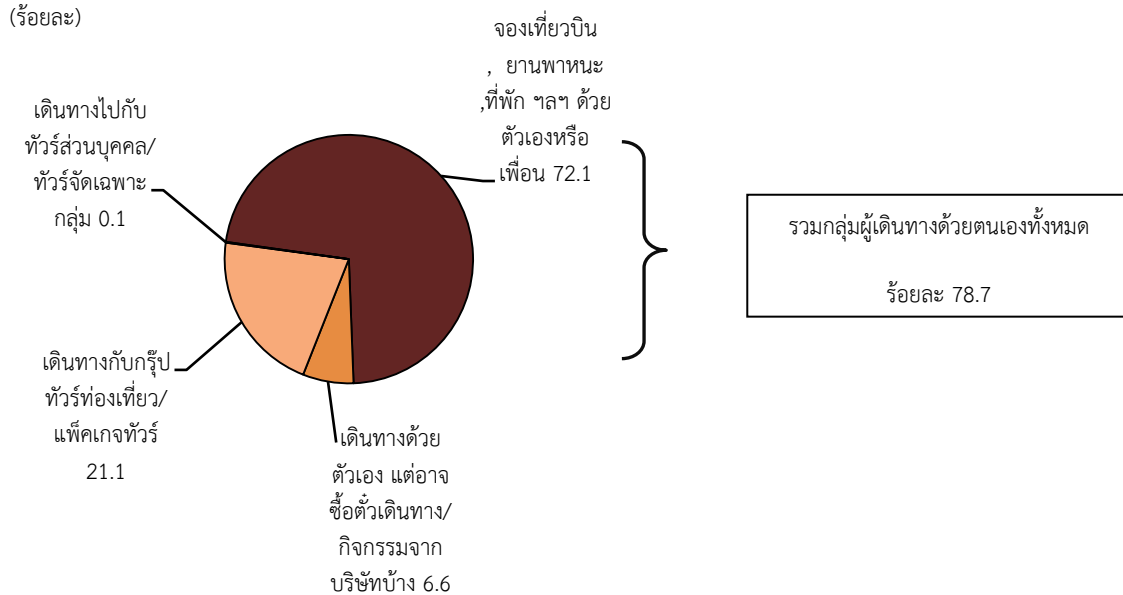 (ร้อยละ)
จองเที่ยวบิน
, ยานพาหนะ
,ที่พัก ฯลฯ ด้วย
ตัวเองหรือ
เพื่อน 72.1
เดินทางไปกับ
ทัวร์ส่วนบุคคล/
ทัวร์จัดเฉพาะ
กลุ่ม 0.1
รวมกลุ่มผู้เดินทางด้วยตนเองทั้งหมด
ร้อยละ 78.7
เดินทางกับกรุ๊ป
ทัวร์ท่องเที่ยว/
แพ็คเกจทัวร์
21.1
เดินทางด้วย
ตัวเอง แต่อาจ
ซื้อตั๋วเดินทาง/
กิจกรรมจาก
บริษัทบ้าง 6.6